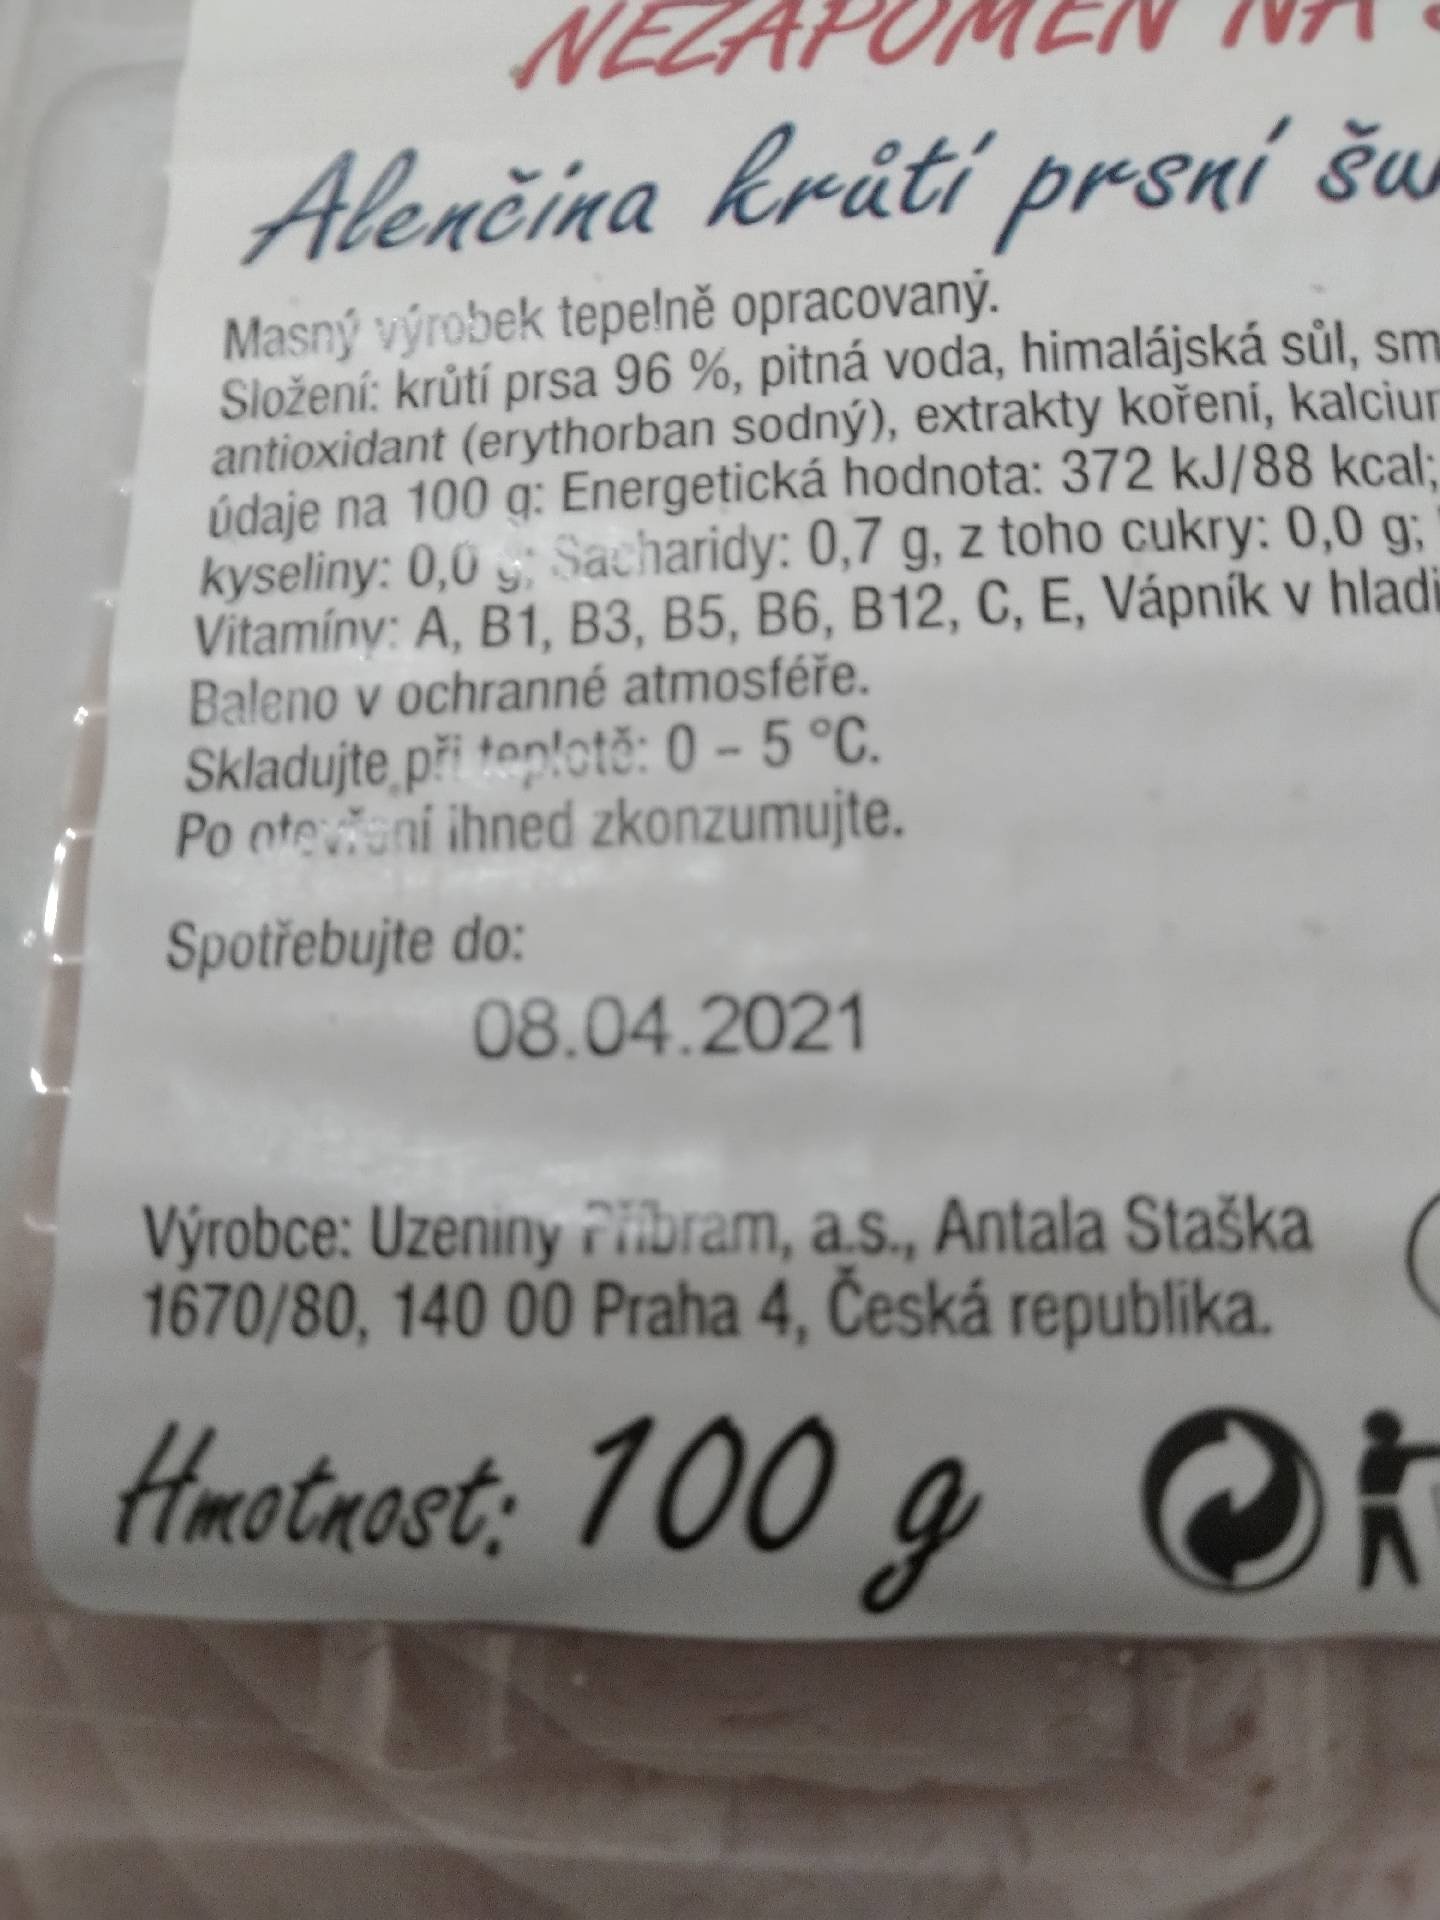 NEZAPOMEŇ NA
Alenčina krůtí prsní
Masný výrobek tepelně opracovaný.
Složení: krůtí prsa 96 %, pitná voda, himalájská sůl,
antioxidant (erythorban sodný), extrakty koření,
údaje na 100 g: Energetická hodnota: 372 kJ/88 kcal;
kyseliny: 0,0 g; Sacharidy: 0,7 g, z toho cukry: 0,0 g;
Vitamíny: A, B1, B3, B5, B6, B12, C, E, Vápník v
Baleno v ochranné atmosféře.
Skladujte při teplotě: 0 – 5 °C.
Po otevření ihned zkonzumujte.
Spotřebujte do:
08.04.2021
Výrobce: Uzeniny Příbram, a.s., Antala Staška
1670/80, 140 00 Praha 4, Česká republika.
Hmotnost: 100 g